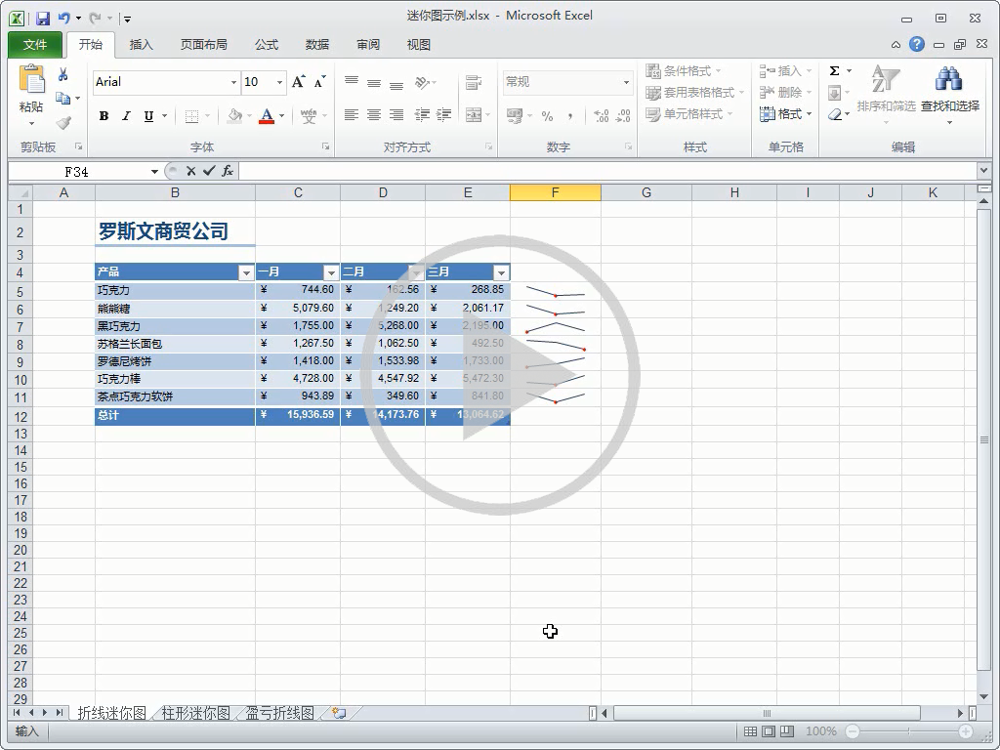 迷你图示例.xlsx - Microsoft Excel
文件 开始 插入 页面布局 公式 数据 审阅 视图
粘贴 Arial 10 常规 条件格式 套用表格格式 单元格样式 插入 删除 格式 排序和筛选 查找和选择
B I U A A A 变 % , Σ
剪贴板 字体 对齐方式 数字 样式 单元格 编辑
F34 fx
A B C D E F G H I J K
1
2 罗斯文商贸公司
3
4 产品 一月 二月 三月
5 巧克力 ¥ 744.60 ¥ 162.56 ¥ 268.85
6 熊熊糖 ¥ 5,079.60 ¥ 1,249.20 ¥ 2,061.17
7 黑巧克力 ¥ 1,755.00 ¥ 5,268.00 ¥ 2,195.00
8 苏格兰长面包 ¥ 1,267.50 ¥ 1,062.50 ¥ 492.50
9 罗德尼烤饼 ¥ 1,418.00 ¥ 1,533.98 ¥ 1,733.00
10 巧克力棒 ¥ 4,728.00 ¥ 4,547.92 ¥ 5,472.30
11 茶点巧克力软饼 ¥ 943.89 ¥ 349.60 ¥ 841.80
12 总计 ¥ 15,936.59 ¥ 14,173.76 ¥ 13,064.62
13
14
15
16
17
18
19
20
21
22
23
24
25
26
27
28
29
折线迷你图 柱形迷你图 盈亏折线图
输入 100%